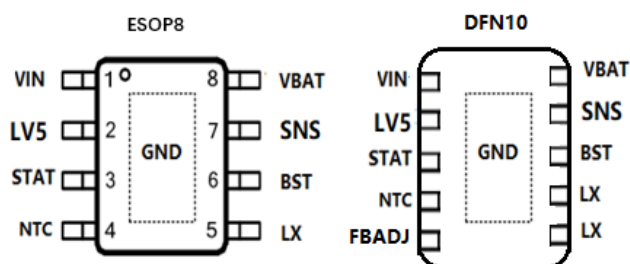 ESOP8
VIN 1 8 VBAT
LV5 2 7 SNS
GND
STAT 3 6 BST
NTC 4 5 LX
DFN10
VIN VBAT
LV5 SNS
STAT GND BST
NTC LX
FBADJ LX